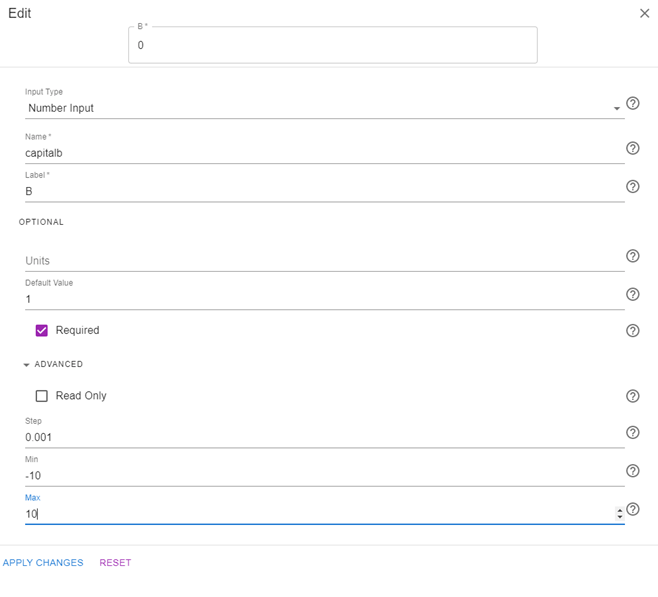 Edit
B *
0
Input Type
Number Input
Name *
capitalb
Label *
B
OPTIONAL
Units
Default Value
1
Required
ADVANCED
Read Only
Step
0.001
Min
-10
Max
10
APPLY CHANGES RESET